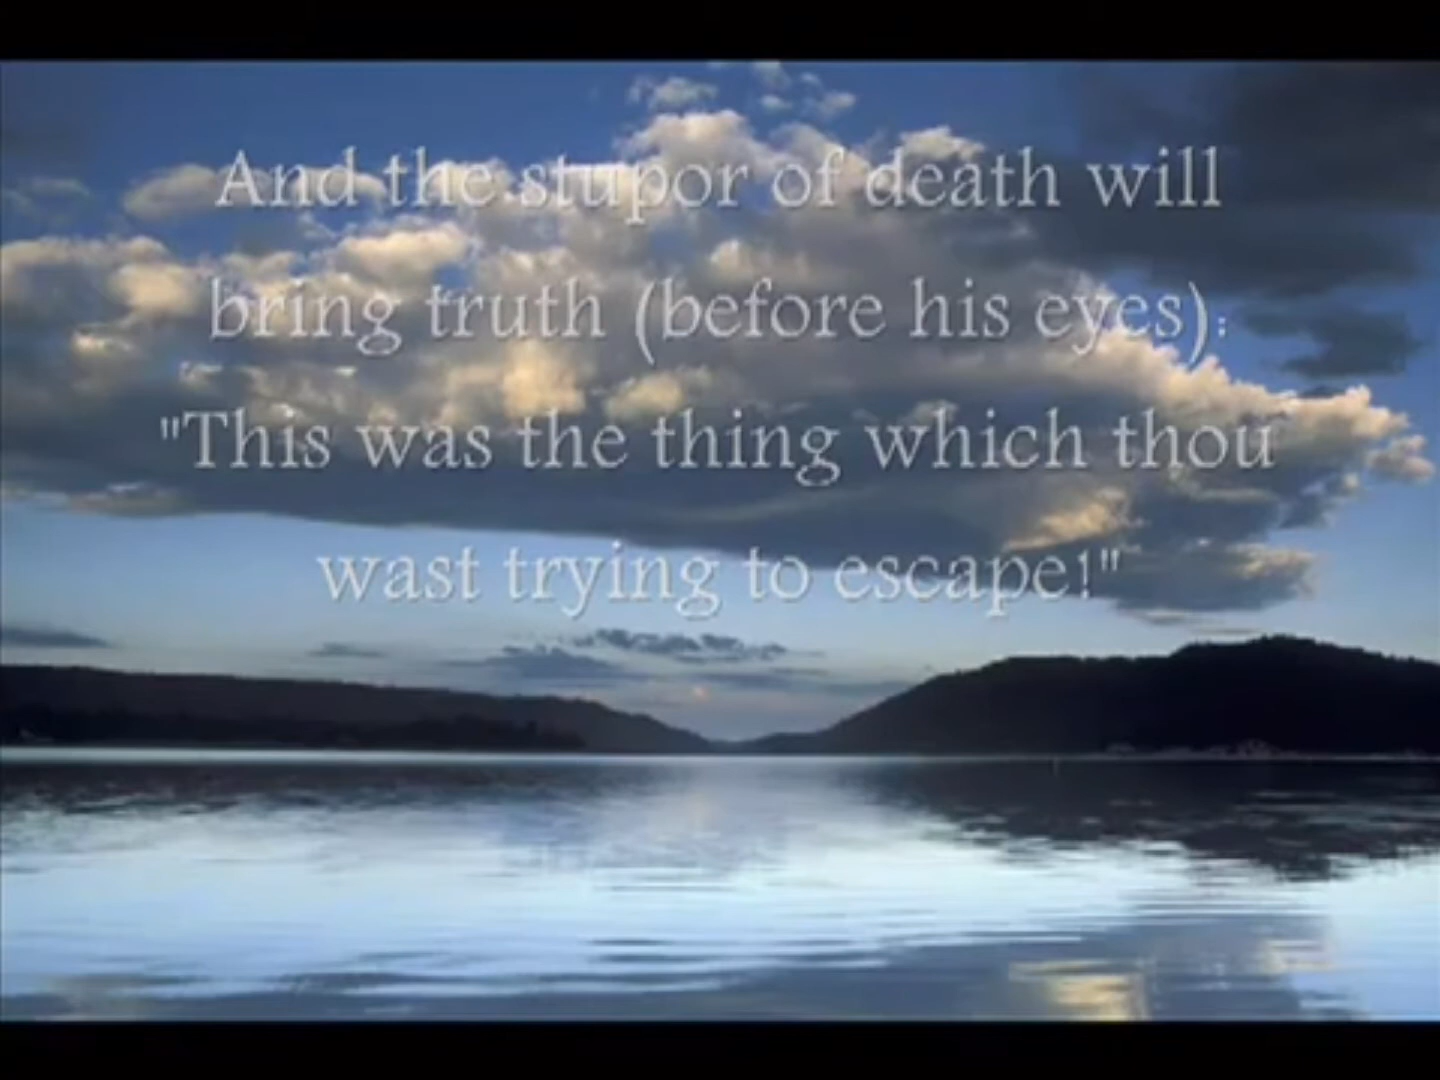 And the stupor of death will
bring truth (before his eyes):
"This was the thing which thou
wast trying to escape!"